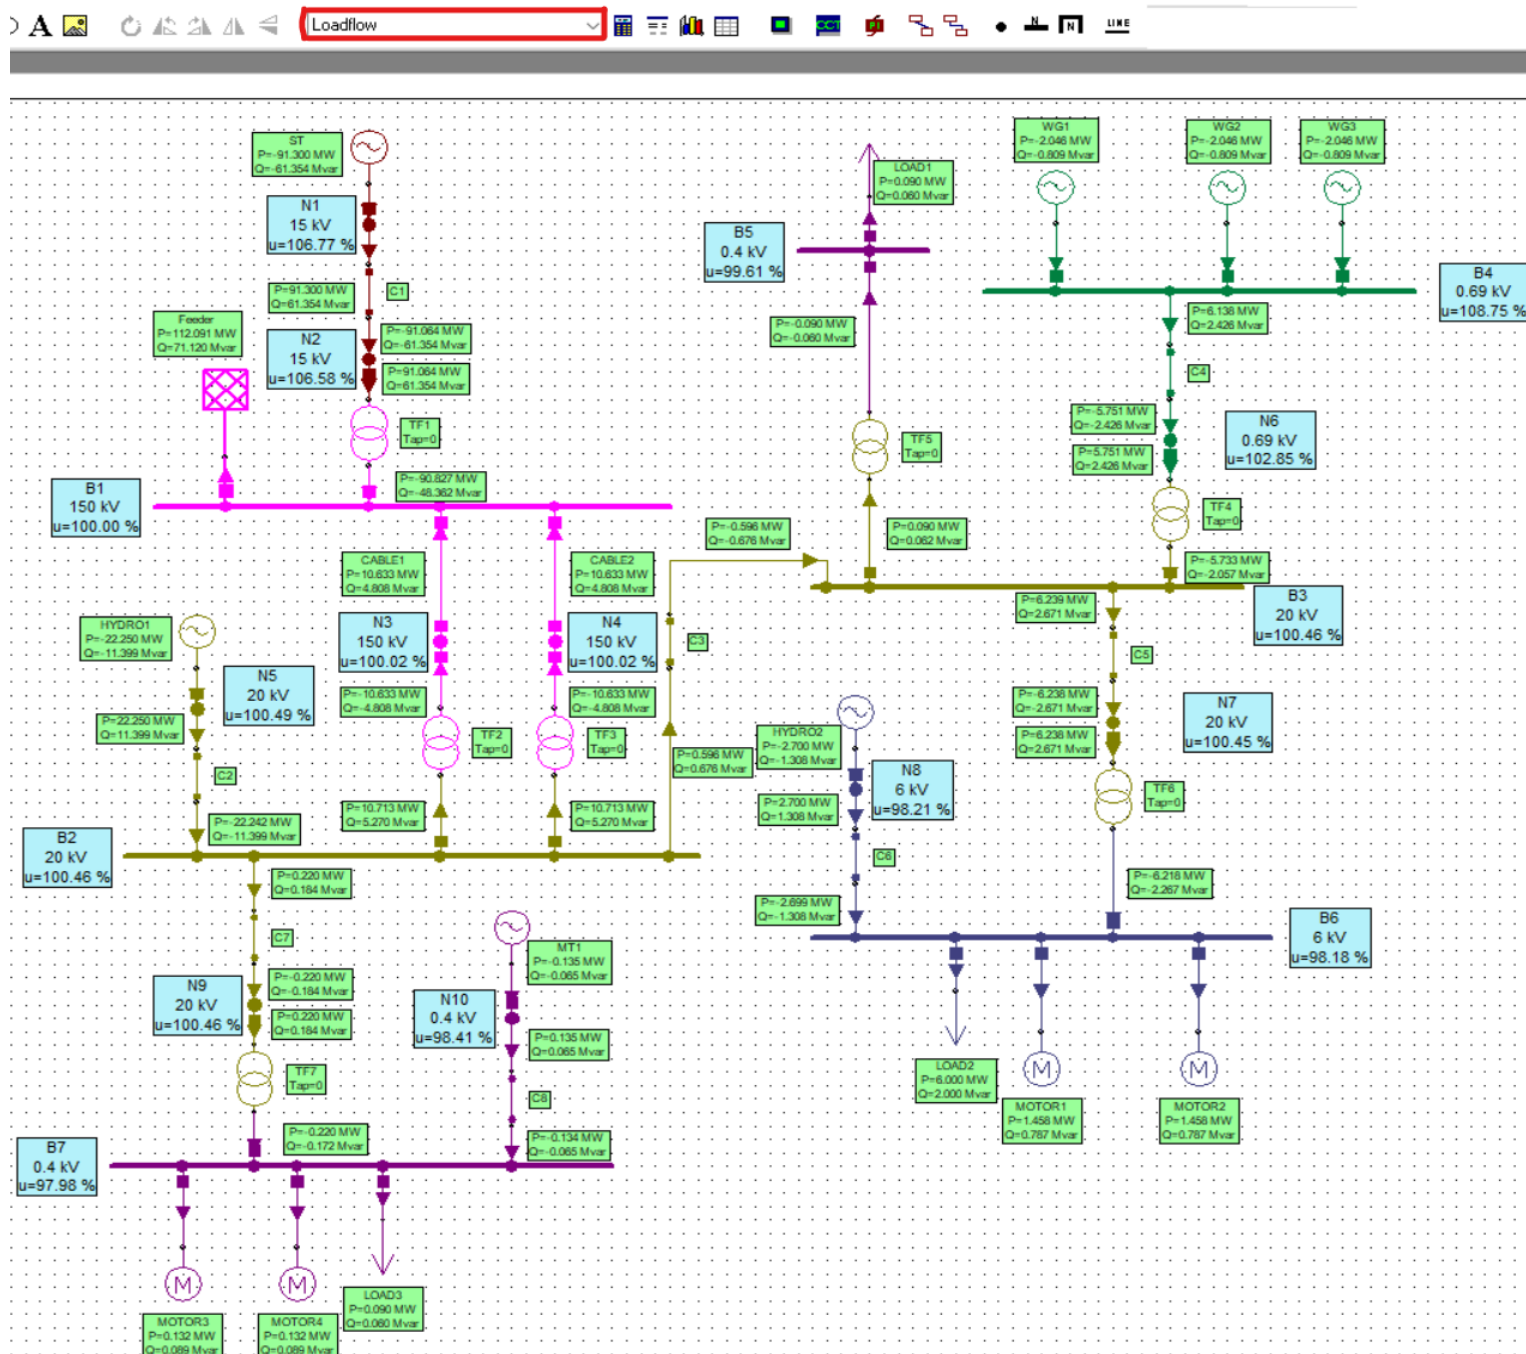 A
Loadflow
N
CCT
PI
N
LINE
ST
P=-91.300 MW
Q=-61.354 Mvar
N1
15 kV
u=106.77 %
P=91.300 MW
Q=61.354 Mvar
C1
Feeder
P=112.091 MW
Q=71.120 Mvar
N2
15 kV
u=106.58 %
P=-91.064 MW
Q=-61.354 Mvar
P=91.064 MW
Q=61.354 Mvar
TF1
Tap=0
P=-90.827 MW
Q=-48.362 Mvar
B1
150 kV
u=100.00 %
CABLE1
P=10.633 MW
Q=4.808 Mvar
CABLE2
P=10.633 MW
Q=4.808 Mvar
N3
150 kV
u=100.02 %
N4
150 kV
u=100.02 %
HYDRO1
P=-22.250 MW
Q=-11.399 Mvar
N5
20 kV
u=100.49 %
P=-10.633 MW
Q=-4.808 Mvar
P=-10.633 MW
Q=-4.808 Mvar
P=22.250 MW
Q=11.399 Mvar
TF2
Tap=0
TF3
Tap=0
C2
C3
P=10.713 MW
Q=5.270 Mvar
P=10.713 MW
Q=5.270 Mvar
P=0.596 MW
Q=0.676 Mvar
P=-22.242 MW
Q=-11.399 Mvar
B2
20 kV
u=100.46 %
P=0.220 MW
Q=0.184 Mvar
C7
P=-0.220 MW
Q=-0.184 Mvar
N9
20 kV
u=100.46 %
P=0.220 MW
Q=0.184 Mvar
TF7
Tap=0
P=-0.220 MW
Q=-0.172 Mvar
B7
0.4 kV
u=97.98 %
MT1
P=-0.135 MW
Q=-0.065 Mvar
N10
0.4 kV
u=98.41 %
P=0.135 MW
Q=0.065 Mvar
C8
P=-0.134 MW
Q=-0.065 Mvar
M
M
MOTOR3
P=0.132 MW
Q=0.089 Mvar
MOTOR4
P=0.132 MW
Q=0.089 Mvar
LOAD3
P=0.090 MW
Q=0.060 Mvar
LOAD1
P=0.090 MW
Q=0.060 Mvar
B5
0.4 kV
u=99.61 %
P=-0.090 MW
Q=-0.060 Mvar
TF5
Tap=0
P=-0.596 MW
Q=-0.676 Mvar
P=0.090 MW
Q=0.062 Mvar
WG1
P=-2.046 MW
Q=-0.809 Mvar
WG2
P=-2.046 MW
Q=-0.809 Mvar
WG3
P=-2.046 MW
Q=-0.809 Mvar
B4
0.69 kV
u=108.75 %
P=6.138 MW
Q=2.426 Mvar
C4
P=-5.751 MW
Q=-2.426 Mvar
N6
0.69 kV
u=102.85 %
P=5.751 MW
Q=2.426 Mvar
TF4
Tap=0
P=-5.733 MW
Q=-2.057 Mvar
B3
20 kV
u=100.46 %
P=6.239 MW
Q=2.671 Mvar
C5
P=-6.238 MW
Q=-2.671 Mvar
N7
20 kV
u=100.45 %
P=6.238 MW
Q=2.671 Mvar
TF6
Tap=0
HYDRO2
P=-2.700 MW
Q=-1.308 Mvar
N8
6 kV
u=98.21 %
P=2.700 MW
Q=1.308 Mvar
C6
P=-2.699 MW
Q=-1.308 Mvar
P=-6.218 MW
Q=-2.267 Mvar
B6
6 kV
u=98.18 %
LOAD2
P=6.000 MW
Q=2.000 Mvar
M
M
MOTOR1
P=1.458 MW
Q=0.787 Mvar
MOTOR2
P=1.458 MW
Q=0.787 Mvar